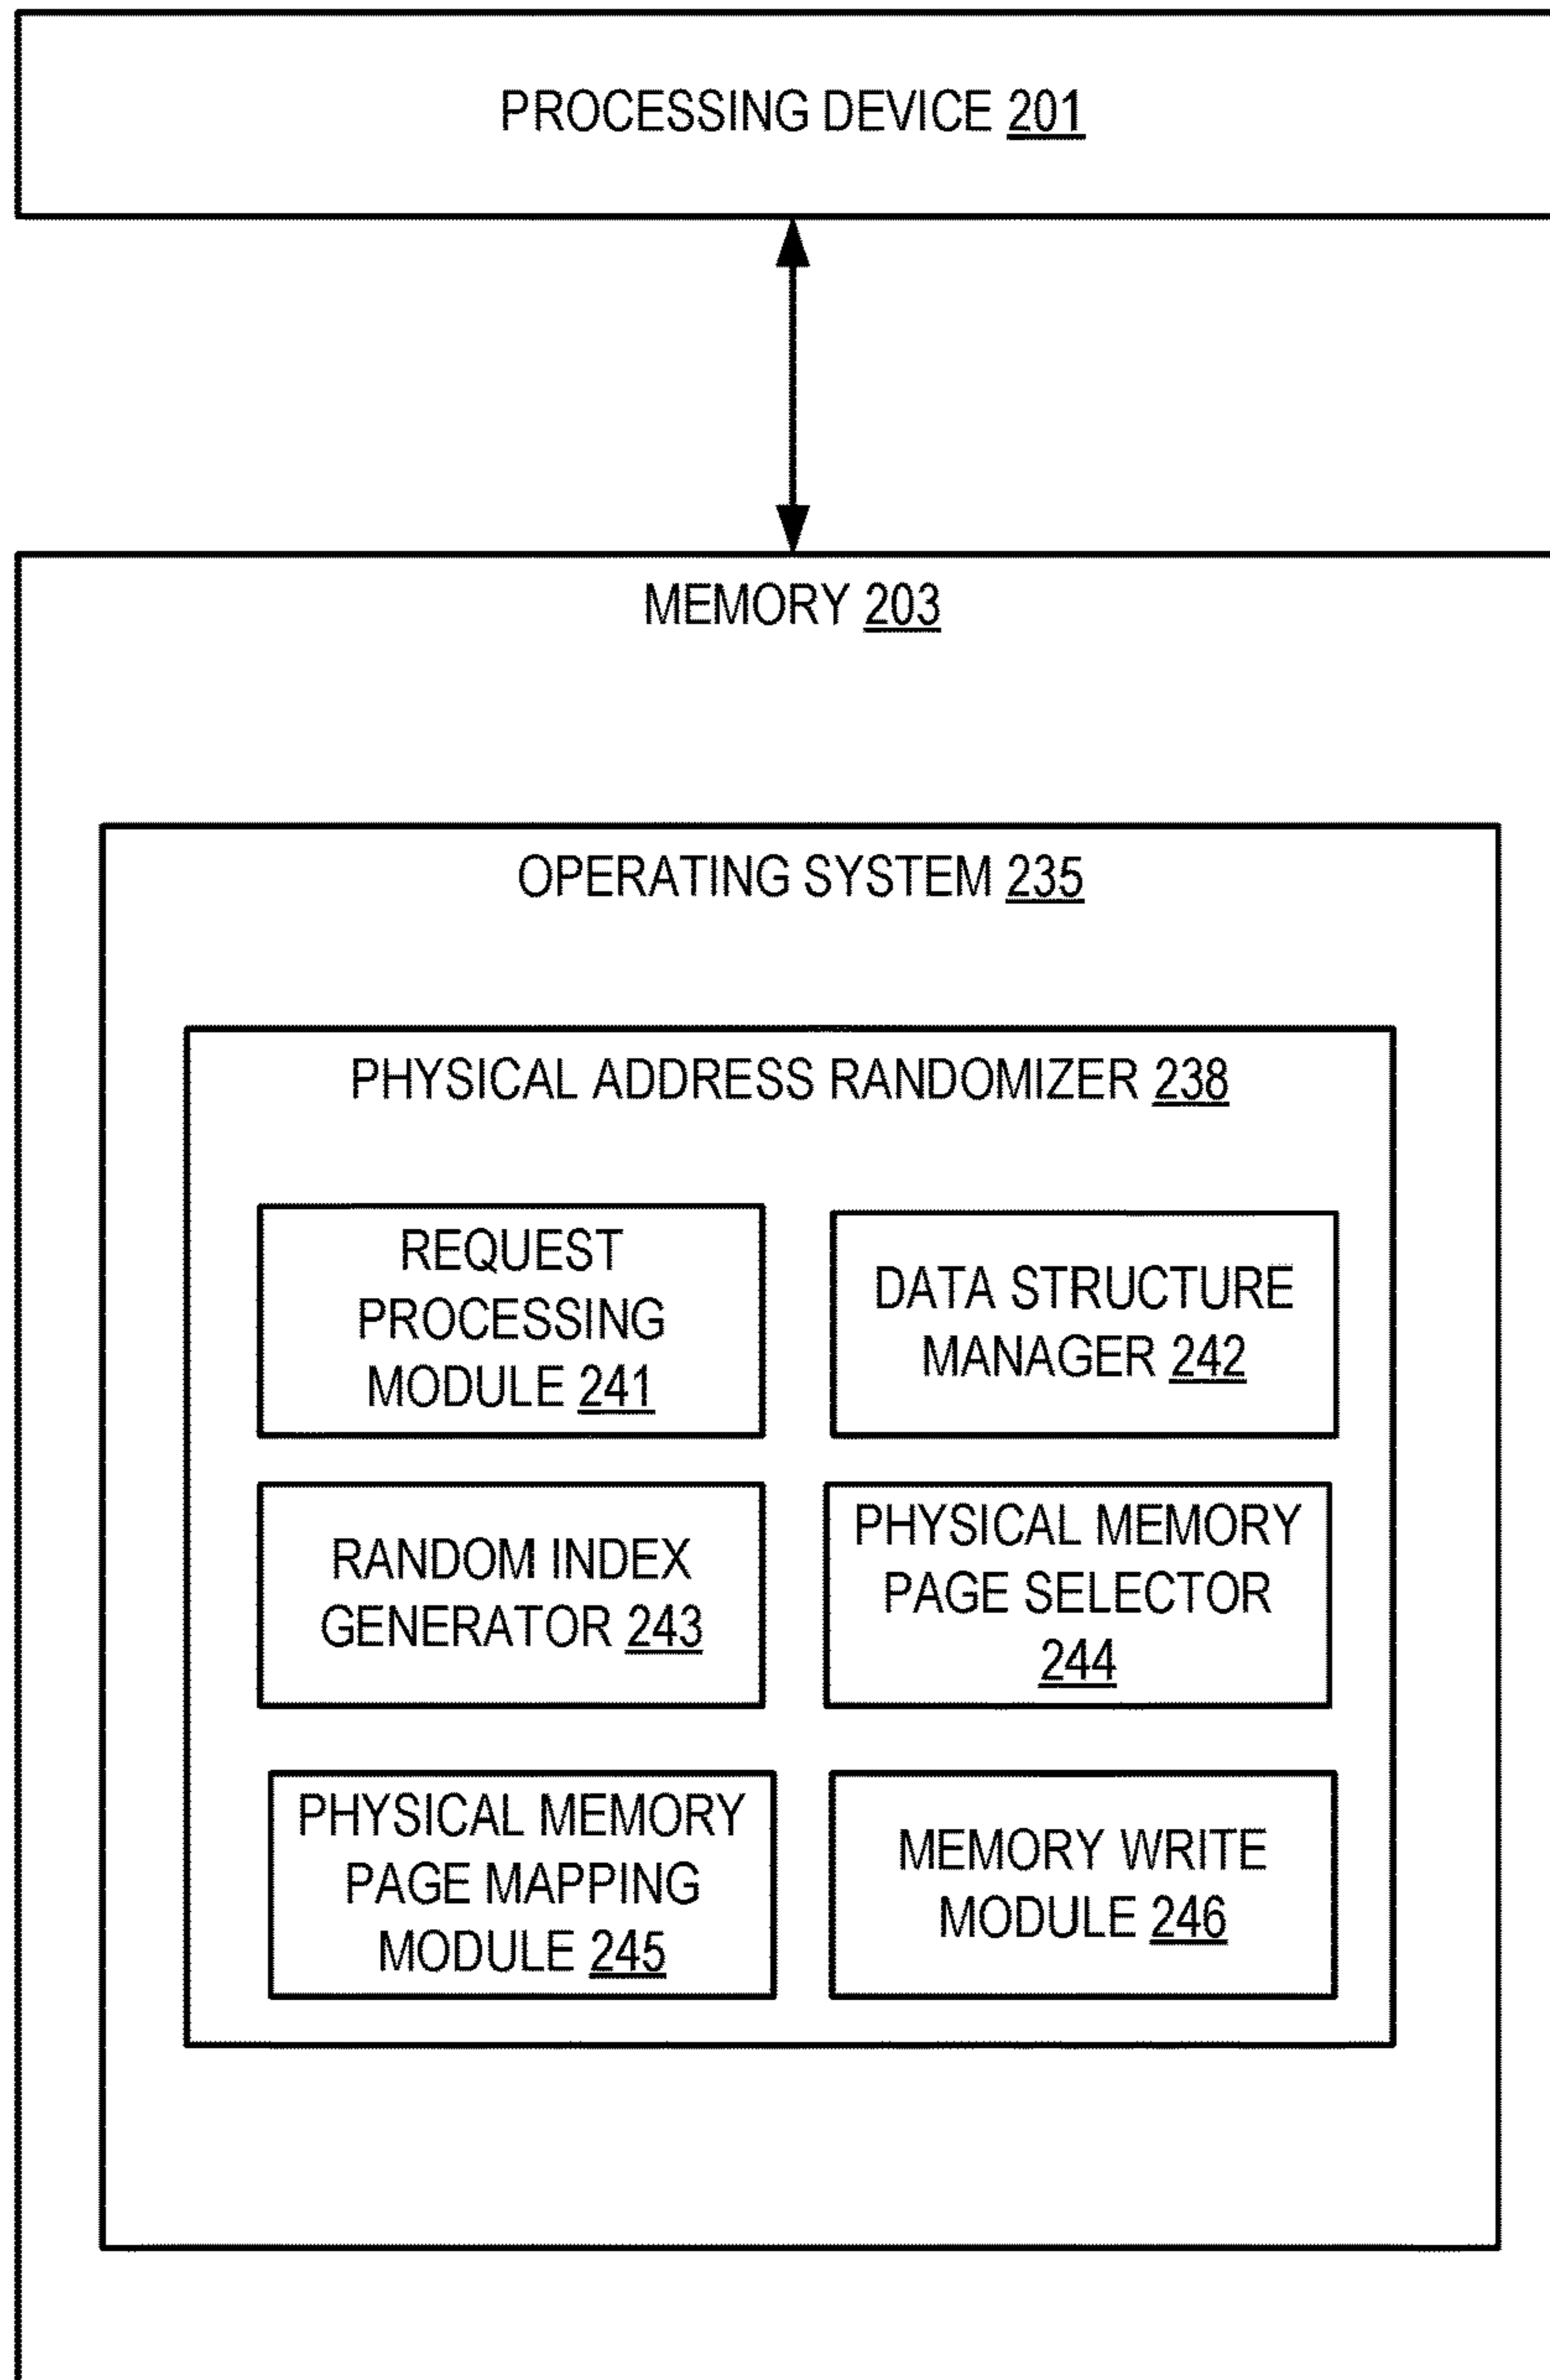 PROCESSING DEVICE 201
MEMORY 203
OPERATING SYSTEM 235
PHYSICAL ADDRESS RANDOMIZER 238
REQUEST
PROCESSING
MODULE 241
DATA STRUCTURE
MANAGER 242
RANDOM INDEX
GENERATOR 243
PHYSICAL MEMORY
PAGE SELECTOR
244
PHYSICAL MEMORY
PAGE MAPPING
MODULE 245
MEMORY WRITE
MODULE 246